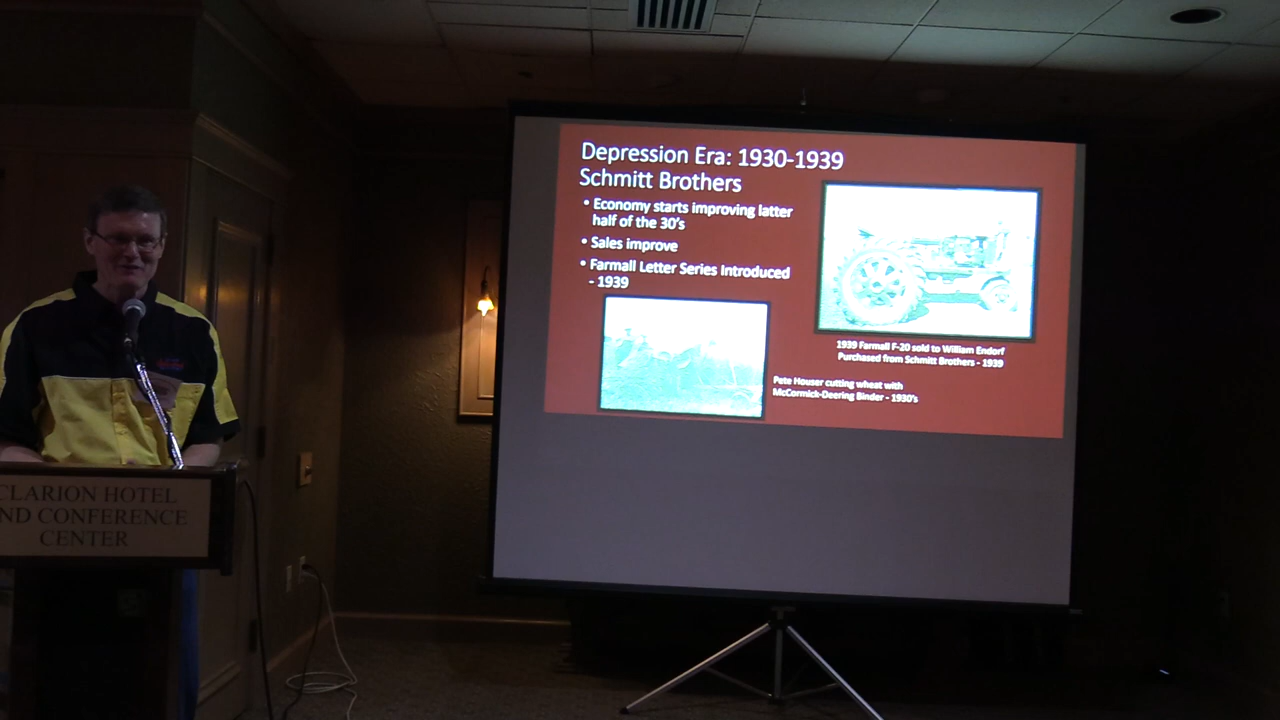 Depression Era: 1930-1939
Schmitt Brothers
• Economy starts improving latter
half of the 30's
• Sales improve
• Farmall Letter Series Introduced
- 1939
1939 Farmall F-20 sold to William Endorf
Purchased from Schmitt Brothers - 1939
Pete Houser cutting wheat with
McCormick-Deering Binder - 1930's
CLARION HOTEL
ND CONFERENCE
CENTER